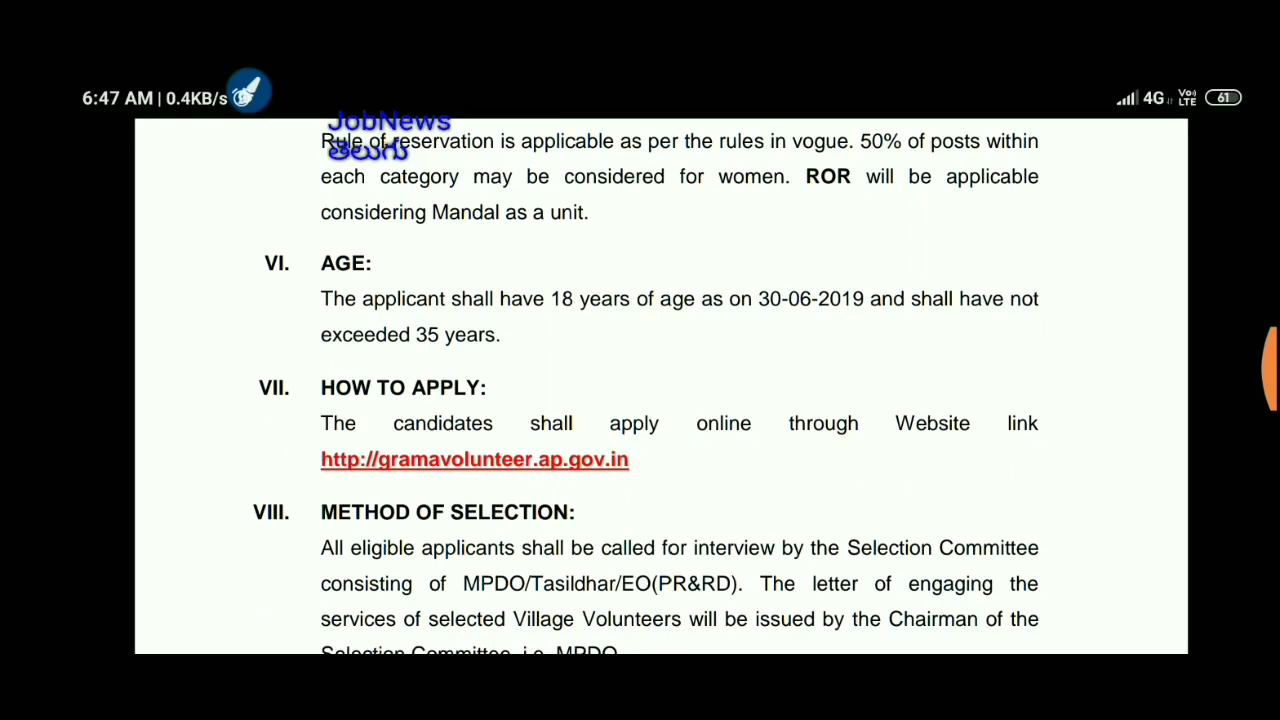 6:47 AM | 0.4KB/s
4G
Vo))
LTE
61
JobNews
తెలుగు
Rule of reservation is applicable as per the rules in vogue. 50% of posts within
each category may be considered for women. ROR will be applicable
considering Mandal as a unit.
VI. AGE:
The applicant shall have 18 years of age as on 30-06-2019 and shall have not
exceeded 35 years.
VII. HOW TO APPLY:
The candidates shall apply online through Website link
http://gramavolunteer.ap.gov.in
VIII. METHOD OF SELECTION:
All eligible applicants shall be called for interview by the Selection Committee
consisting of MPDO/Tasildhar/EO(PR&RD). The letter of engaging the
services of selected Village Volunteers will be issued by the Chairman of the
Selection Committee, i.e. MPDO